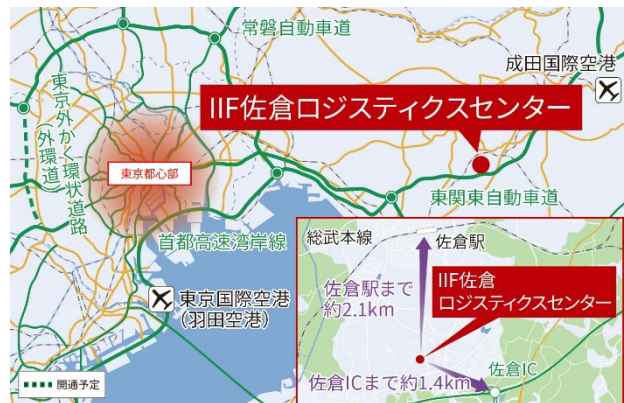 常磐自動車道
成田国際空港
IIF佐倉ロジスティクスセンター
東京外かく環状道路
(外環道)
東京都心部
東関東自動車道
首都高速湾岸線
東京国際空港
(羽田空港)
開通予定
総武本線
佐倉駅
佐倉駅まで
約2.1km
IIF佐倉
ロジスティクスセンター
佐倉IC
佐倉ICまで約1.4km